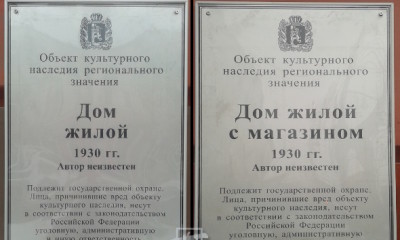 Объект культурного
наследия регионального
значения
Дом
жилой
1930 гг.
Автор неизвестен
Подлежит государственной охране.
Лица, причинившие вред объекту
культурного наследия, несут
в соответствии с законодательством
Российской Федерации
уголовную, административную
и иную ответственность
Объект культурного
наследия регионального
значения
Дом жилой
с магазином
1930 гг.
Автор неизвестен
Подлежит государственной охране.
Лица, причинившие вред объекту
культурного наследия, несут
в соответствии с законодательством
Российской Федерации
уголовную, административную